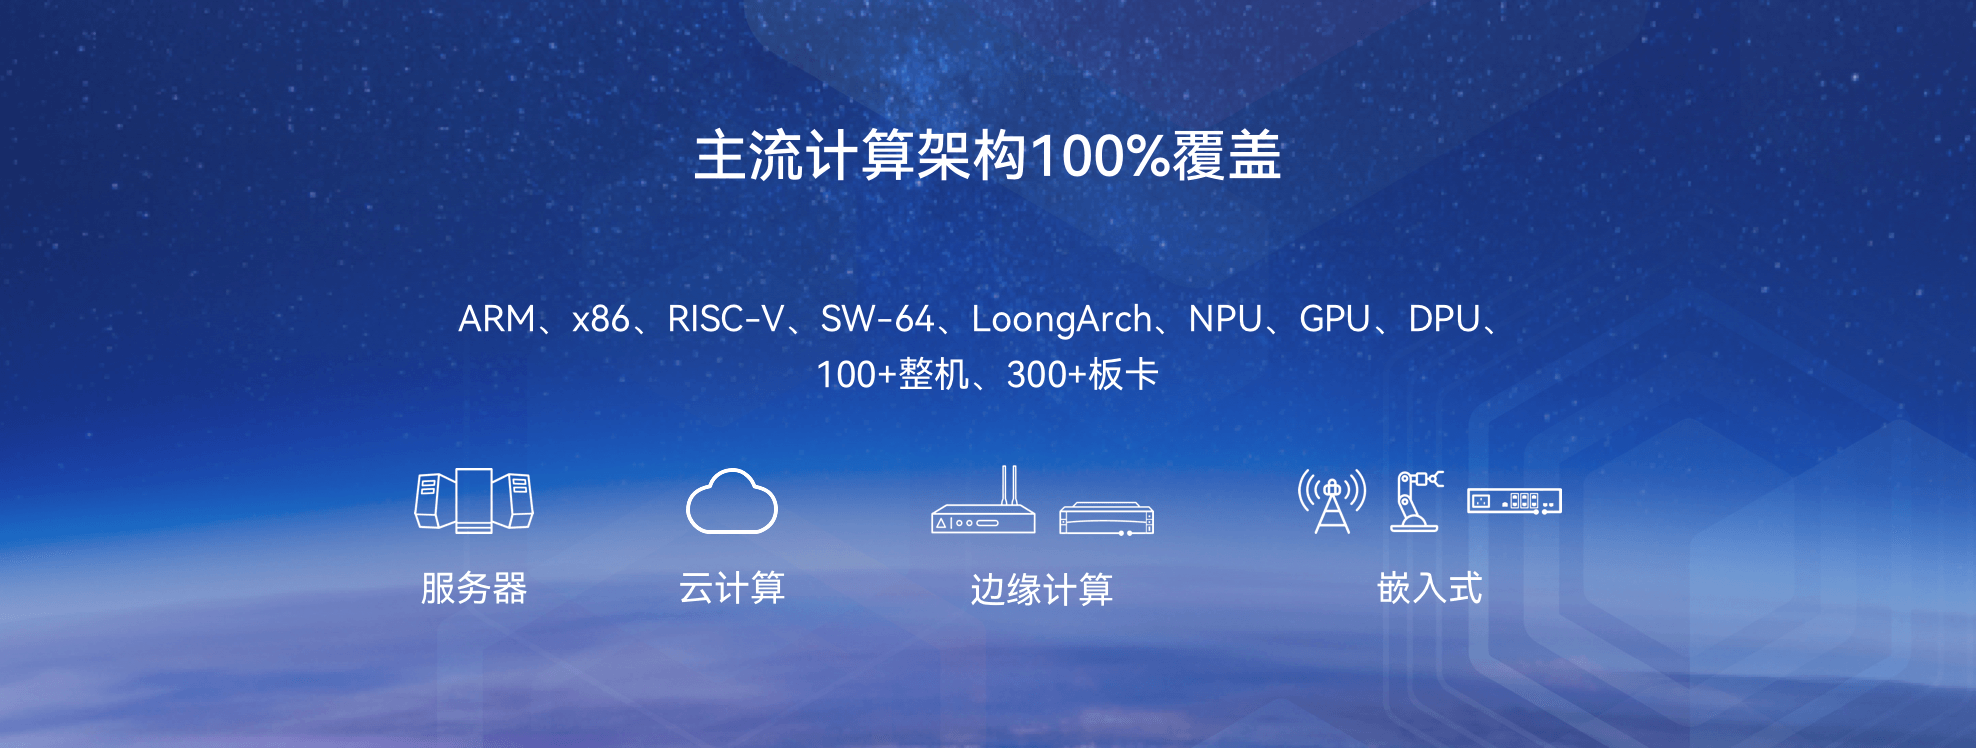 主流计算架构100%覆盖
ARM、x86、RISC-V、SW-64、LoongArch、NPU、GPU、DPU、
100+整机、300+板卡
服务器
云计算
边缘计算
嵌入式